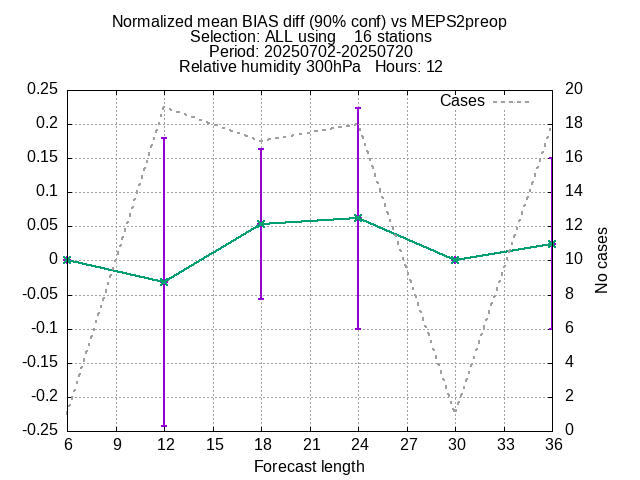 Normalized mean BIAS diff (90% conf) vs MEPS2preop
Selection: ALL using    16 stations
Period: 20250702-20250720
Relative humidity 300hPa   Hours: 12
Cases
0.25
0.2
0.15
0.1
0.05
0
-0.05
-0.1
-0.15
-0.2
-0.25
20
18
16
14
12
10
8
6
4
2
0
No cases
6 9 12 15 18 21 24 27 30 33 36
Forecast length